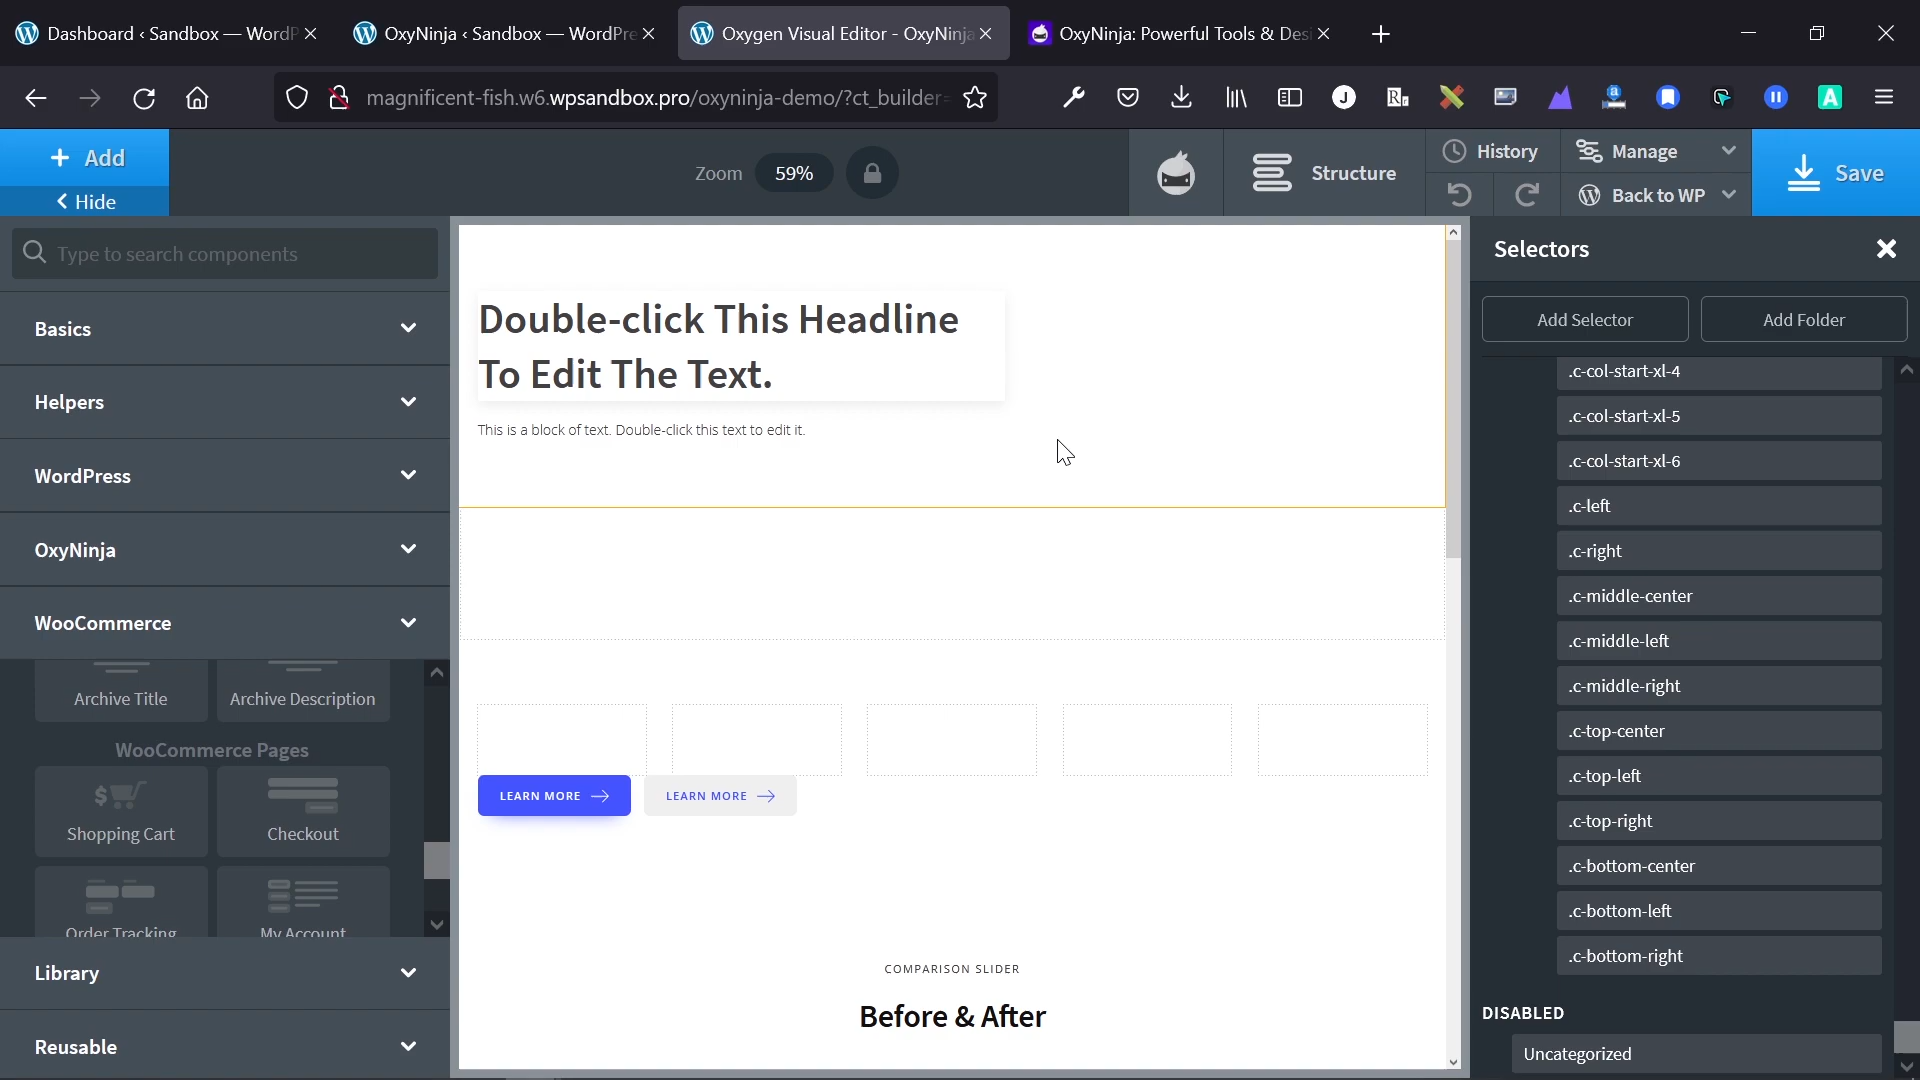 Dashboard ‹ Sandbox — WordP
OxyNinja ‹ Sandbox — WordPre
Oxygen Visual Editor - OxyNinja
OxyNinja: Powerful Tools & Desi
magnificent-fish.w6.wpsandbox.pro/oxyninja-demo/?ct_builder=
+ Add
Hide
Zoom
59%
Structure
History
Manage
Back to WP
Save
Type to search components
Basics
Helpers
WordPress
OxyNinja
WooCommerce
Archive Title
Archive Description
WooCommerce Pages
Shopping Cart
Checkout
Order Tracking
My Account
Library
Reusable
Double-click This Headline
To Edit The Text.
This is a block of text. Double-click this text to edit it.
LEARN MORE
LEARN MORE
COMPARISON SLIDER
Before & After
Selectors
Add Selector
Add Folder
.c-col-start-xl-4
.c-col-start-xl-5
.c-col-start-xl-6
.c-left
.c-right
.c-middle-center
.c-middle-left
.c-middle-right
.c-top-center
.c-top-left
.c-top-right
.c-bottom-center
.c-bottom-left
.c-bottom-right
DISABLED
Uncategorized